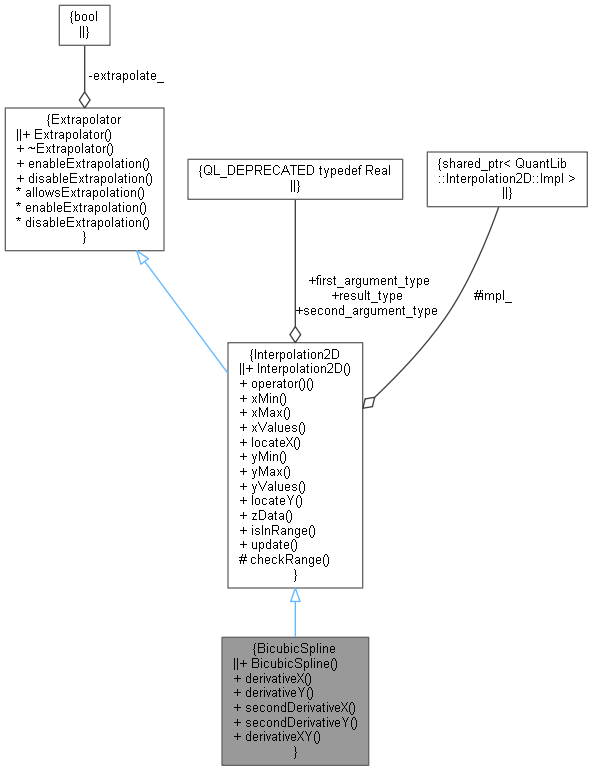 {bool
||}
-extrapolate_
{Extrapolator
||+ Extrapolator()
+ ~Extrapolator()
+ enableExtrapolation()
+ disableExtrapolation()
* allowsExtrapolation()
* enableExtrapolation()
* disableExtrapolation()
}
{QL_DEPRECATED typedef Real
||}
{shared_ptr< QuantLib
::Interpolation2D::Impl >
||}
+first_argument_type
+result_type
+second_argument_type
#impl_
{Interpolation2D
||+ Interpolation2D()
+ operator()()
+ xMin()
+ xMax()
+ xValues()
+ locateX()
+ yMin()
+ yMax()
+ yValues()
+ locateY()
+ zData()
+ isInRange()
+ update()
# checkRange()
}
{BicubicSpline
||+ BicubicSpline()
+ derivativeX()
+ derivativeY()
+ secondDerivativeX()
+ secondDerivativeY()
+ derivativeXY()
}